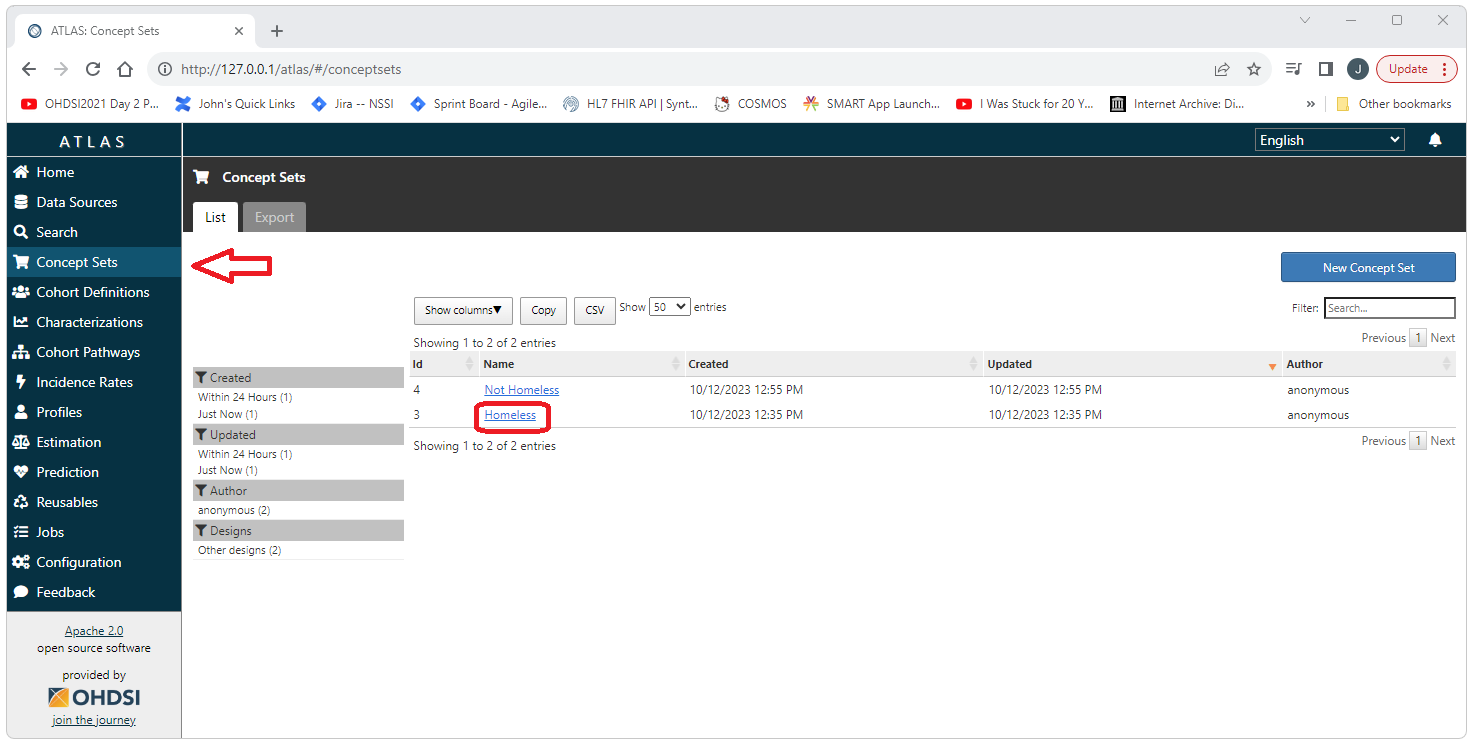 ATLAS: Concept Sets
http://127.0.0.1/atlas/#/conceptsets
J
Update
OHDSI2021 Day 2 P...
John's Quick Links
Jira -- NSSI
Sprint Board - Agile...
HL7 FHIR API | Synt...
COSMOS
SMART App Launch...
I Was Stuck for 20 Y...
Internet Archive: Di...
»
Other bookmarks
ATLAS
English
Home
Data Sources
Search
Concept Sets
Cohort Definitions
Characterizations
Cohort Pathways
Incidence Rates
Profiles
Estimation
Prediction
Reusables
Jobs
Configuration
Feedback
Apache 2.0
open source software
provided by
OHDSI
join the journey
Concept Sets
List Export
New Concept Set
Show columns▼ Copy CSV Show 50 entries
Filter: Search...
Showing 1 to 2 of 2 entries
Previous 1 Next
Created
Within 24 Hours (1)
Just Now (1)
Updated
Within 24 Hours (1)
Just Now (1)
Author
anonymous (2)
Designs
Other designs (2)
Id Name Created Updated Author
4 Not Homeless 10/12/2023 12:55 PM 10/12/2023 12:55 PM anonymous
3 Homeless 10/12/2023 12:35 PM 10/12/2023 12:35 PM anonymous
Showing 1 to 2 of 2 entries
Previous 1 Next